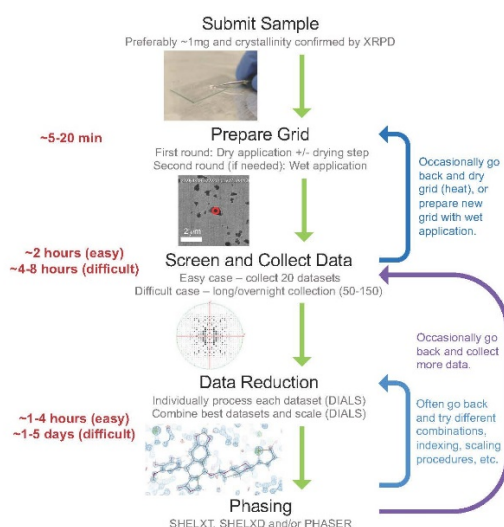 Submit Sample
Preferably ~1mg and crystallinity confirmed by XRPD
~5-20 min
Prepare Grid
First round: Dry application +/- drying step
Second round (if needed): Wet application
Occasionally go
back and dry
grid (heat), or
prepare new
grid with wet
application.
2 μm
~2 hours (easy)
~4-8 hours (difficult)
Screen and Collect Data
Easy case – collect 20 datasets
Difficult case – long/overnight collection (50-150)
Occasionally go
back and collect
more data.
Data Reduction
Individually process each dataset (DIALS)
Combine best datasets and scale (DIALS)
Often go back
and try different
combinations,
indexing, scaling
procedures, etc.
~1-4 hours (easy)
~1-5 days (difficult)
Phasing
SHELXT, SHELXD and/or PHASER